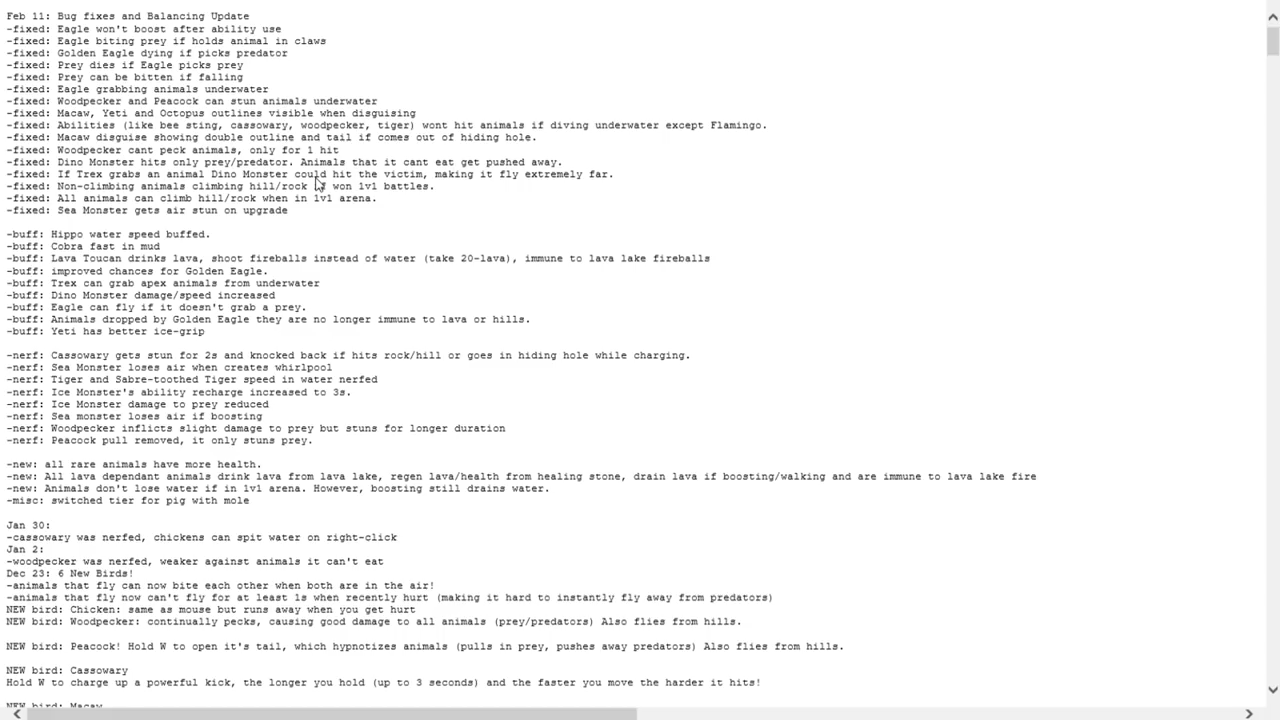 Feb 11: Bug fixes and Balancing Update
-fixed: Eagle won't boost after ability use
-fixed: Eagle biting prey if holds animal in claws
-fixed: Golden Eagle dying if picks predator
-fixed: Prey dies if Eagle picks prey
-fixed: Prey can be bitten if falling
-fixed: Eagle grabbing animals underwater
-fixed: Woodpecker and Peacock can stun animals underwater
-fixed: Macaw, Yeti and Octopus outlines visible when disguising
-fixed: Abilities (like bee sting, cassowary, woodpecker, tiger) wont hit animals if diving underwater except Flamingo.
-fixed: Macaw disguise showing double outline and tail if comes out of hiding hole.
-fixed: Woodpecker cant peck animals, only for 1 hit
-fixed: Dino Monster hits only prey/predator. Animals that it cant eat get pushed away.
-fixed: If Trex grabs an animal Dino Monster could hit the victim, making it fly extremely far.
-fixed: Non-climbing animals climbing hill/rock won 1v1 battles.
-fixed: All animals can climb hill/rock when in 1v1 arena.
-fixed: Sea Monster gets air stun on upgrade
-buff: Hippo water speed buffed.
-buff: Cobra fast in mud
-buff: Lava Toucan drinks lava, shoot fireballs instead of water (take 20-lava), immune to lava lake fireballs
-buff: improved chances for Golden Eagle.
-buff: Trex can grab apex animals from underwater
-buff: Dino Monster damage/speed increased
-buff: Eagle can fly if it doesn't grab a prey.
-buff: Animals dropped by Golden Eagle they are no longer immune to lava or hills.
-buff: Yeti has better ice-grip
-nerf: Cassowary gets stun for 2s and knocked back if hits rock/hill or goes in hiding hole while charging.
-nerf: Sea Monster loses air when creates whirlpool
-nerf: Tiger and Sabre-toothed Tiger speed in water nerfed
-nerf: Ice Monster's ability recharge increased to 3s.
-nerf: Ice Monster damage to prey reduced
-nerf: Sea monster loses air if boosting
-nerf: Woodpecker inflicts slight damage to prey but stuns for longer duration
-nerf: Peacock pull removed, it only stuns prey.
-new: all rare animals have more health.
-new: All lava dependant animals drink lava from lava lake, regen lava/health from healing stone, drain lava if boosting/walking and are immune to lava lake fire
-new: Animals don't lose water if in 1v1 arena. However, boosting still drains water.
-misc: switched tier for pig with mole
Jan 30:
-cassowary was nerfed, chickens can spit water on right-click
Jan 2:
-woodpecker was nerfed, weaker against animals it can't eat
Dec 23: 6 New Birds!
-animals that fly can now bite each other when both are in the air!
-animals that fly now can't fly for at least 1s when recently hurt (making it hard to instantly fly away from predators)
NEW bird: Chicken: same as mouse but runs away when you get hurt
NEW bird: Woodpecker: continually pecks, causing good damage to all animals (prey/predators) Also flies from hills.
NEW bird: Peacock! Hold W to open it's tail, which hypnotizes animals (pulls in prey, pushes away predators) Also flies from hills.
NEW bird: Cassowary
Hold W to charge up a powerful kick, the longer you hold (up to 3 seconds) and the faster you move the harder it hits!
NEW bird: Macaw